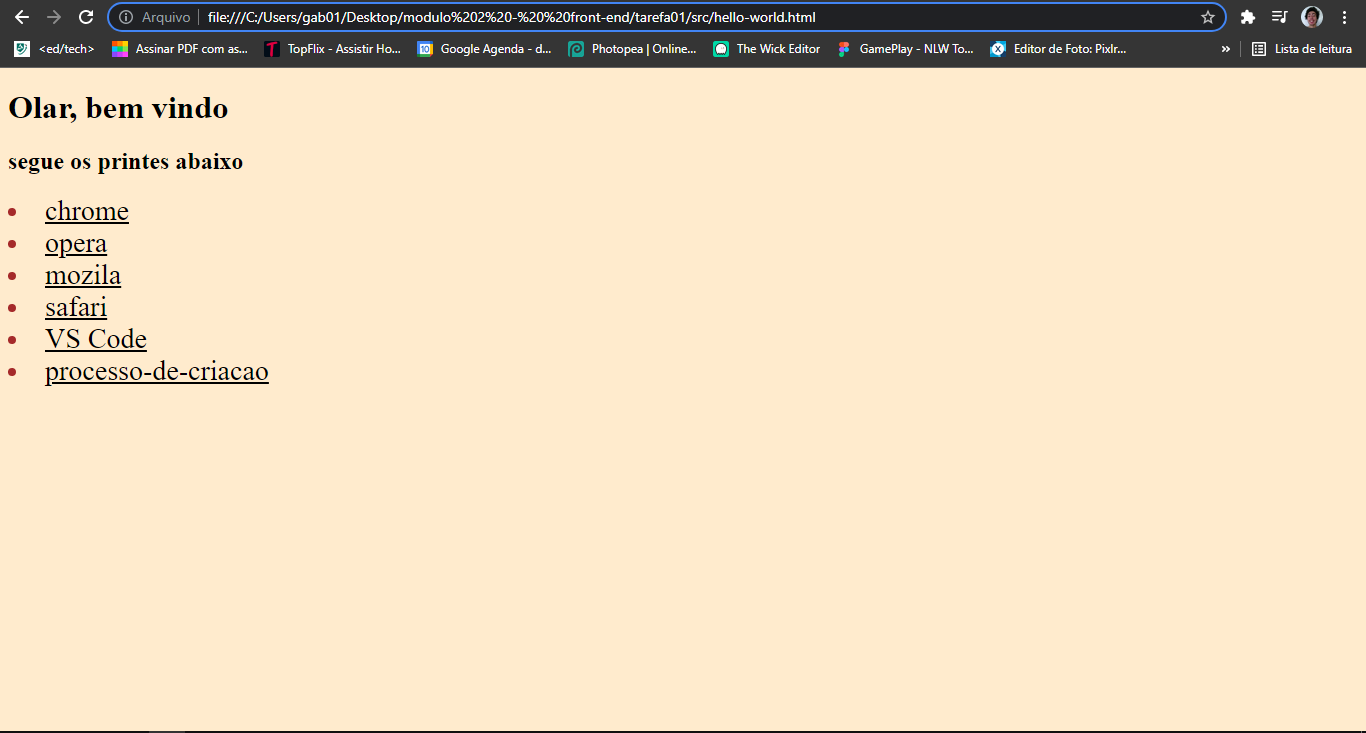 Arquivo file:///C:/Users/gab01/Desktop/modulo%202%20-%20%20front-end/tarefa01/src/hello-world.html
<ed/tech> Assinar PDF com as... TopFlix - Assistir Ho... 10 Google Agenda - d... Photopea | Online... The Wick Editor GamePlay - NLW To... Editor de Foto: Pixlr... » Lista de leitura
Olar, bem vindo
segue os printes abaixo
chrome
opera
mozila
safari
VS Code
processo-de-criacao